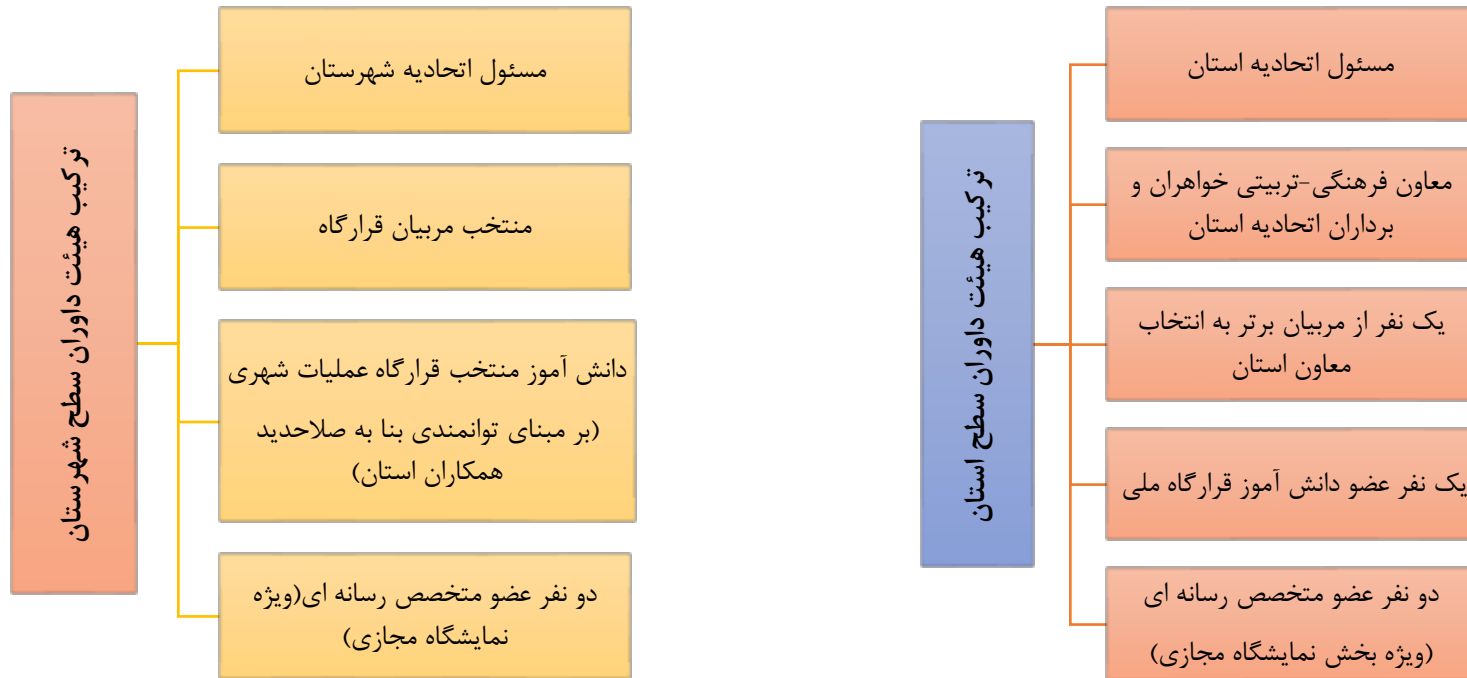 ترکیب هیئت داوران سطح استان
مسئول اتحادیه استان
معاون فرهنگی-تربیتی خواهران و
برداران اتحادیه استان
یک نفر از مربیان برتر به انتخاب
معاون استان
یک نفر عضو دانش آموز قرارگاه ملی
دو نفر عضو متخصص رسانه ای
(ویژه بخش نمایشگاه مجازی)
ترکیب هیئت داوران سطح شهرستان
مسئول اتحادیه شهرستان
منتخب مربیان قرارگاه
دانش آموز منتخب قرارگاه عملیات شهری
(بر مبنای توانمندی بنا به صلاحدید
همکاران استان)
دو نفر عضو متخصص رسانه ای(ویژه
نمایشگاه مجازی)